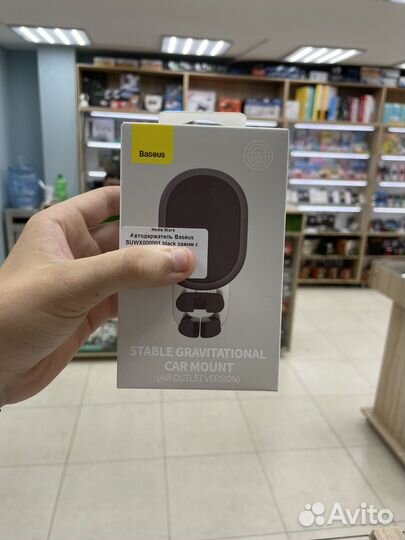 Baseus
Media Store
Автодержатель Baseus
SUWX000001 black зажим с
STABLE GRAVITATIONAL
CAR MOUNT
(AIR OUTLET VERSION)
Avito